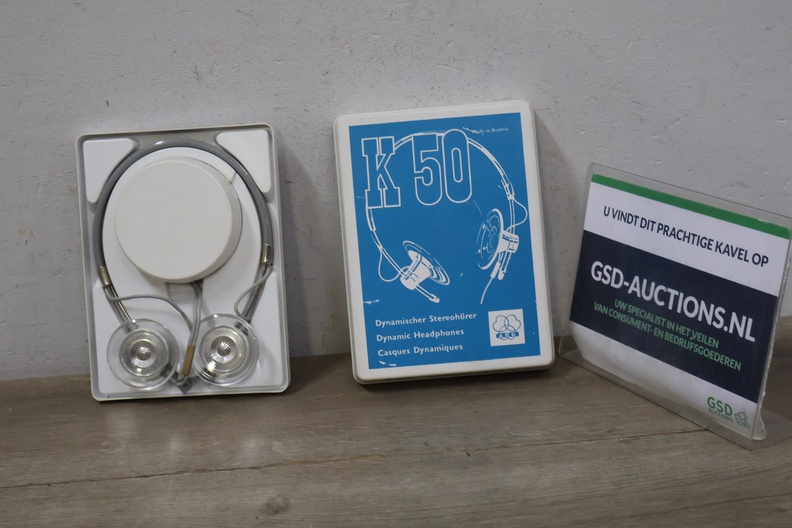 Made in Austria
K 50
Dynamischer Stereohörer
Dynamic Headphones
Casques Dynamiques
A.K.G.
U VINDT DIT PRACHTIGE KAVEL OP
GSD-AUCTIONS.NL
UW SPECIALIST IN HET VEILEN
VAN CONSUMENT- EN BEDRIJFSGOEDEREN
GSD
AUCTIONS